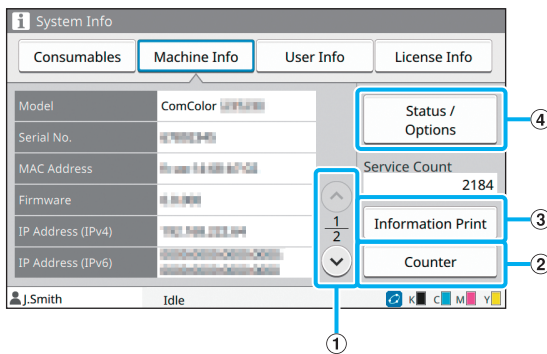 i System Info
Consumables Machine Info User Info License Info
Model ComColor
Serial No.
MAC Address
Firmware
IP Address (IPv4)
IP Address (IPv6)
1
2
Status /
Options
④
Service Count
2184
Information Print
③
Counter
②
J.Smith Idle K C M Y
①